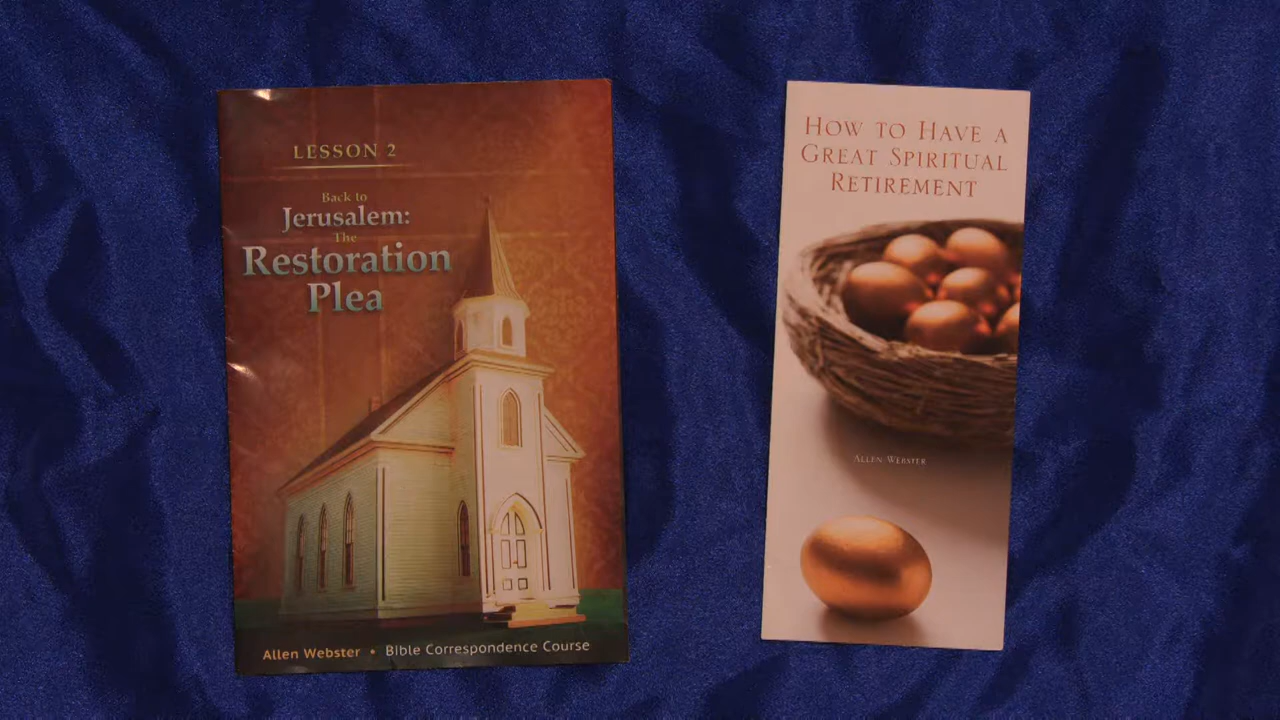 LESSON 2
Back to
Jerusalem:
The
Restoration
Plea
Allen Webster • Bible Correspondence Course
HOW TO HAVE A
GREAT SPIRITUAL
RETIREMENT
ALLEN WEBSTER